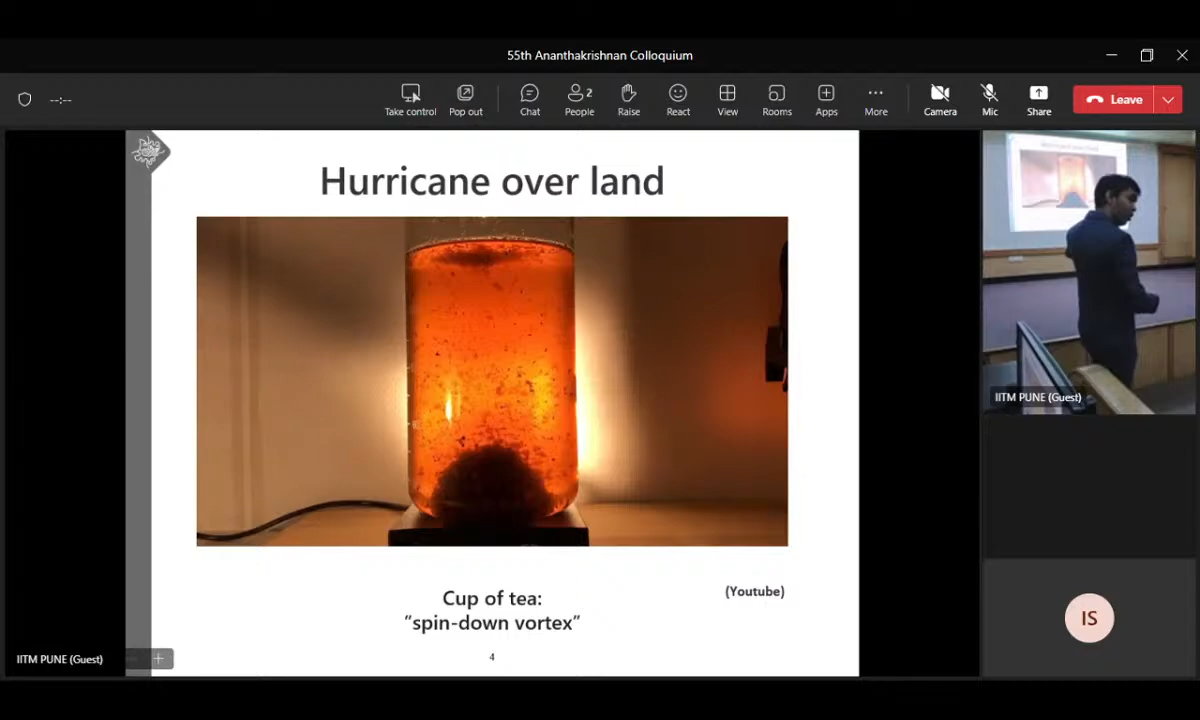 55th Ananthakrishnan Colloquium
--:--
Take control
Pop out
Chat
2
People
Raise
React
View
Rooms
Apps
More
Camera
Mic
Share
Leave
Hurricane over land
IITM PUNE (Guest)
(Youtube)
Cup of tea:
”spin-down vortex”
IS
4
IITM PUNE (Guest)